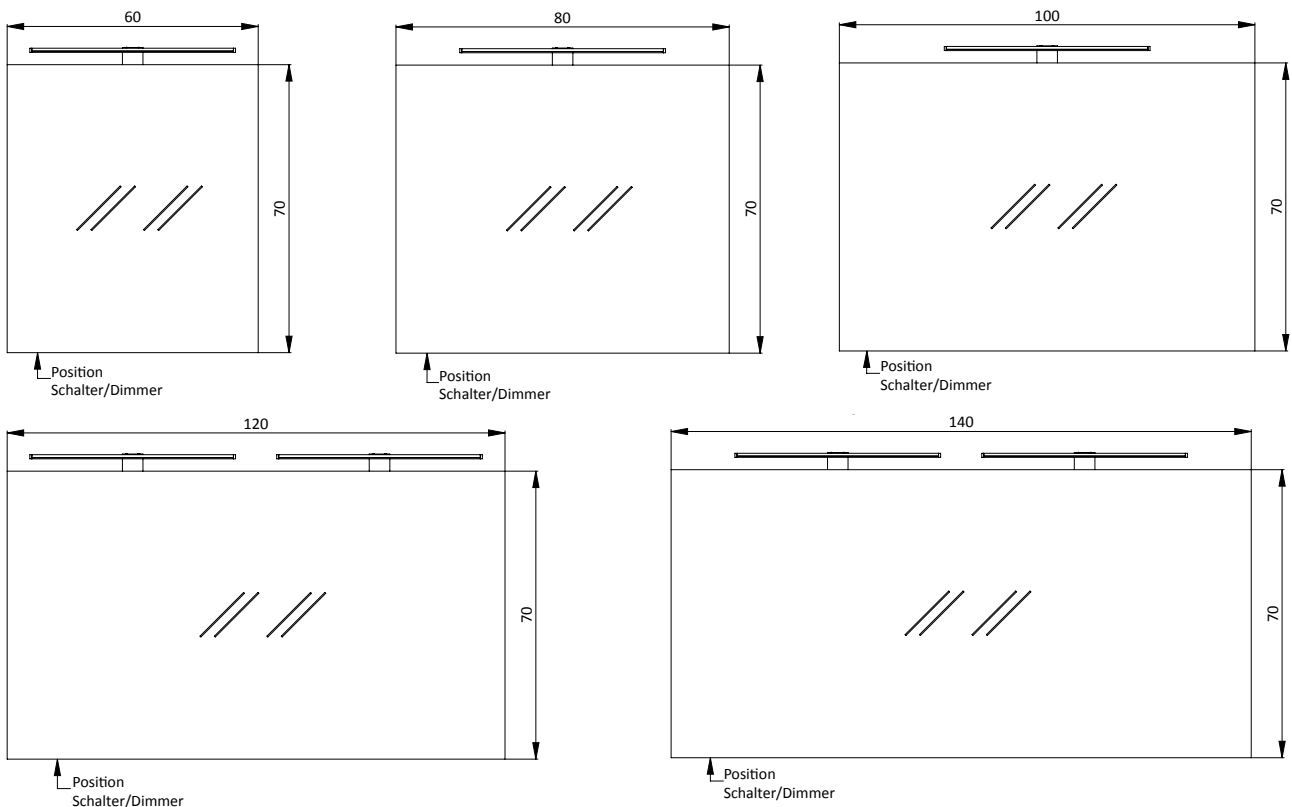 60
70
Position
Schalter/Dimmer
80
70
Position
Schalter/Dimmer
100
70
Position
Schalter/Dimmer
120
70
Position
Schalter/Dimmer
140
70
Position
Schalter/Dimmer